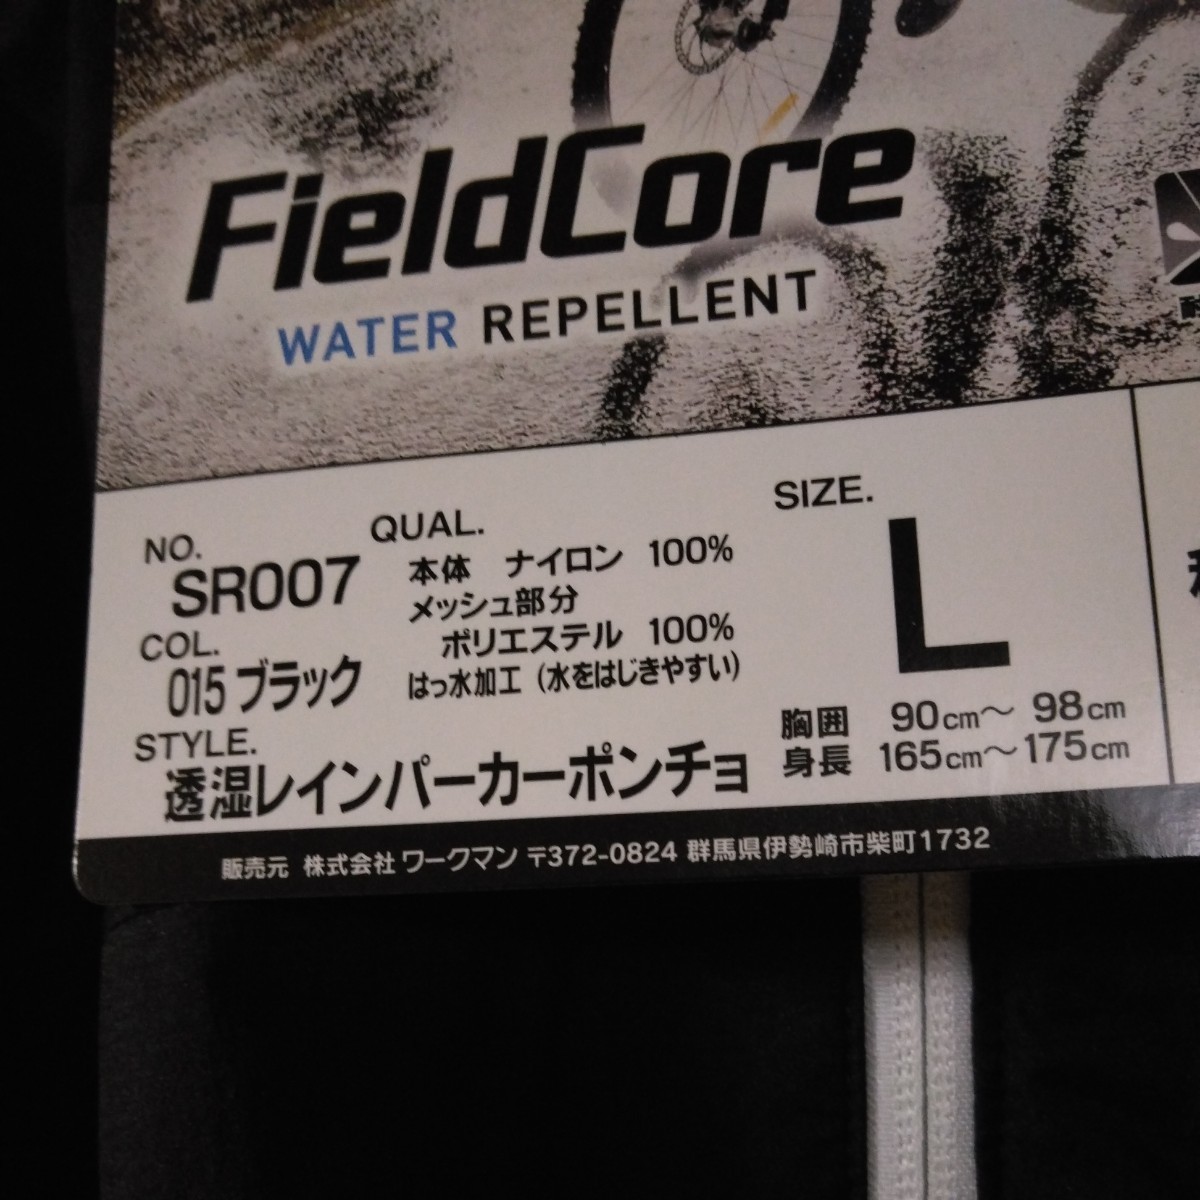 FieldCore
WATER REPELLENT
NO.
SR007
COL.
015 ブラック
STYLE.
透湿レインパーカーポンチョ
QUAL.
本体 ナイロン 100%
メッシュ部分
ポリエステル 100%
はっ水加工（水をはじきやすい）
SIZE.
L
胸囲 90cm〜 98cm
身長 165cm〜175cm
販売元 株式会社 ワークマン 〒372-0824 群馬県伊勢崎市柴町1732